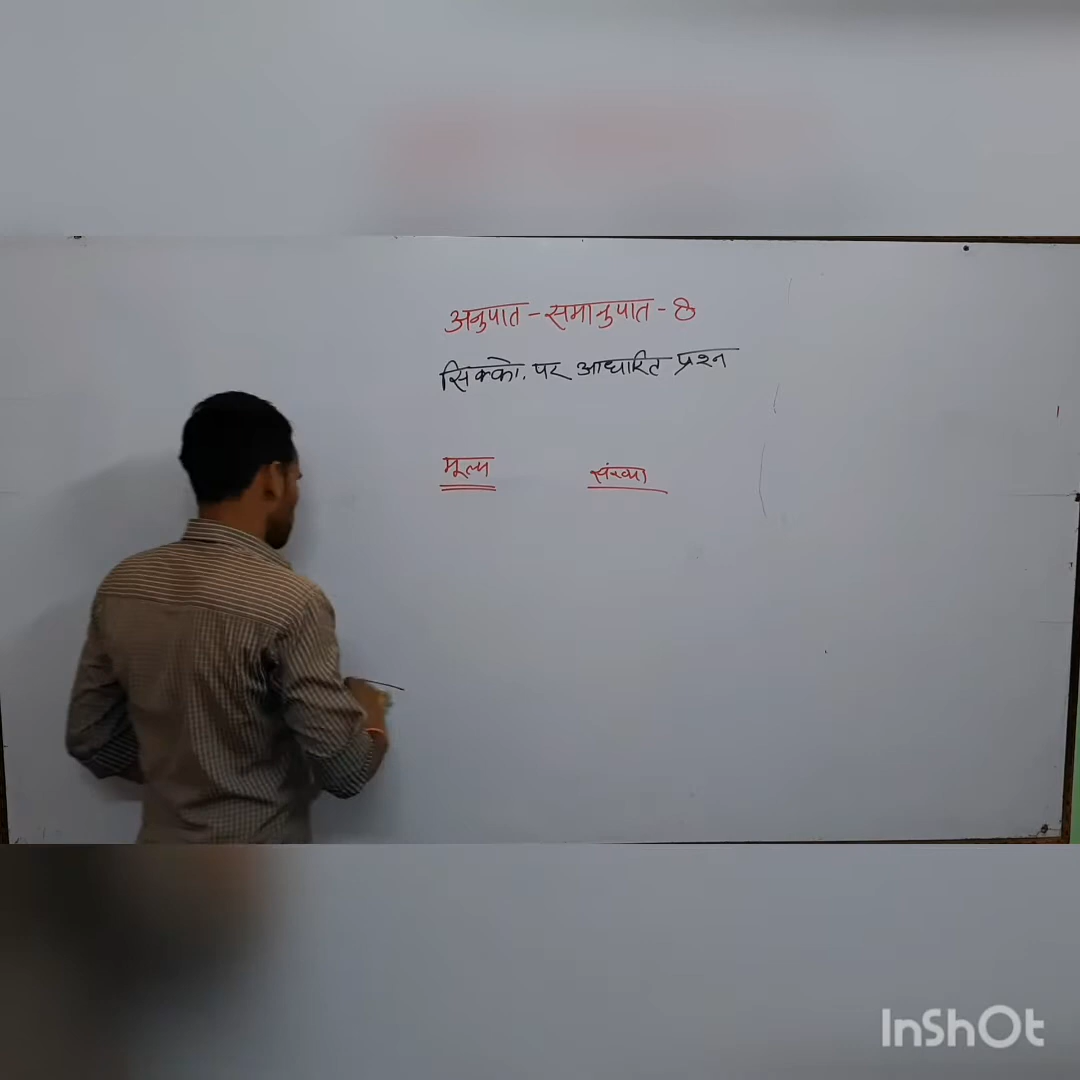 अनुपात - समानुपात - 8
सिक्को पर आधारित प्रश्न
मूल्य संख्या
InShOt